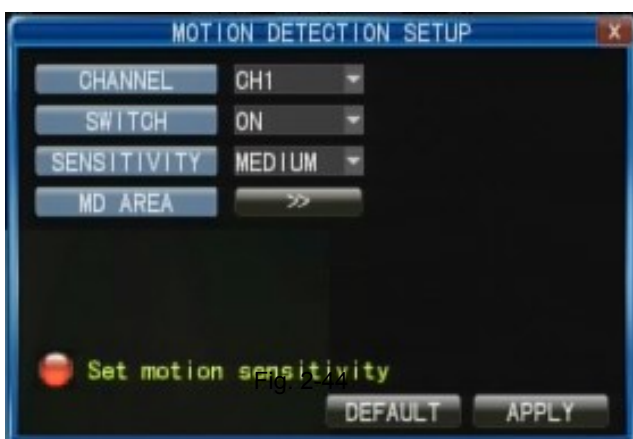 MOTION DETECTION SETUP X
CHANNEL CH1
SWITCH ON
SENSITIVITY MEDIUM
MD AREA >>
Set motion sensitivity
Fig. 2-44
DEFAULT APPLY